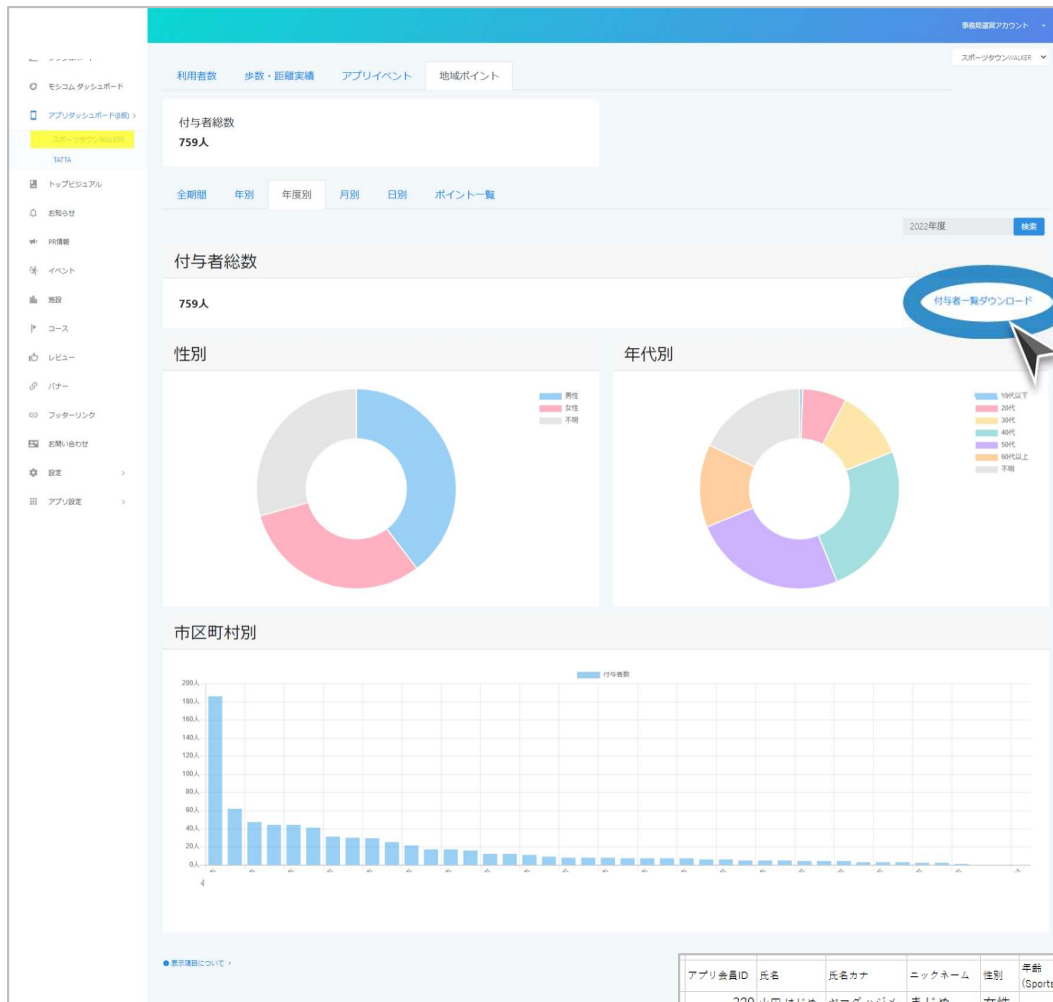 事務局運営アカウント
スポーツタウンWALKER
モシコム ダッシュボード
アプリダッシュボード(β版)
スポーツタウンWALKER
TATTA
トップビジュアル
お知らせ
PR情報
イベント
施設
コース
レビュー
バナー
フッターリンク
お問い合わせ
設定
アプリ設定
利用者数 歩数・距離実績 アプリイベント 地域ポイント
付与者総数
759人
全期間 年別 年度別 月別 日別 ポイント一覧
2022年度 検索
付与者総数
759人
付与者一覧ダウンロード
性別
男性
女性
不明
年代別
10代以下
20代
30代
40代
50代
60代以上
不明
市区町村別
付与者数
200人
180人
160人
140人
120人
100人
80人
60人
40人
20人
0人
表示項目について
アプリ会員ID 氏名 氏名カナ ニックネーム 性別 年齢
(Sports